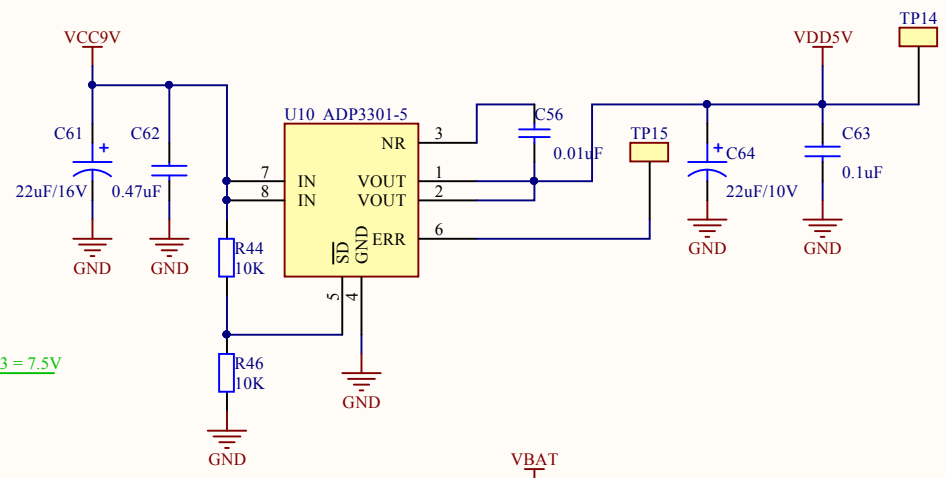 TP14
VCC9V
VDD5V
U10 ADP3301-5
C61
+
C62
22uF/16V
0.47uF
7
IN
8
IN
NR
3
C56
0.01uF
VOUT
1
VOUT
2
ERR
6
SD
GND
5
4
TP15
+
C64
22uF/10V
C63
0.1uF
GND
GND
GND
GND
R44
10K
3 = 7.5V
R46
10K
GND
GND
VBAT